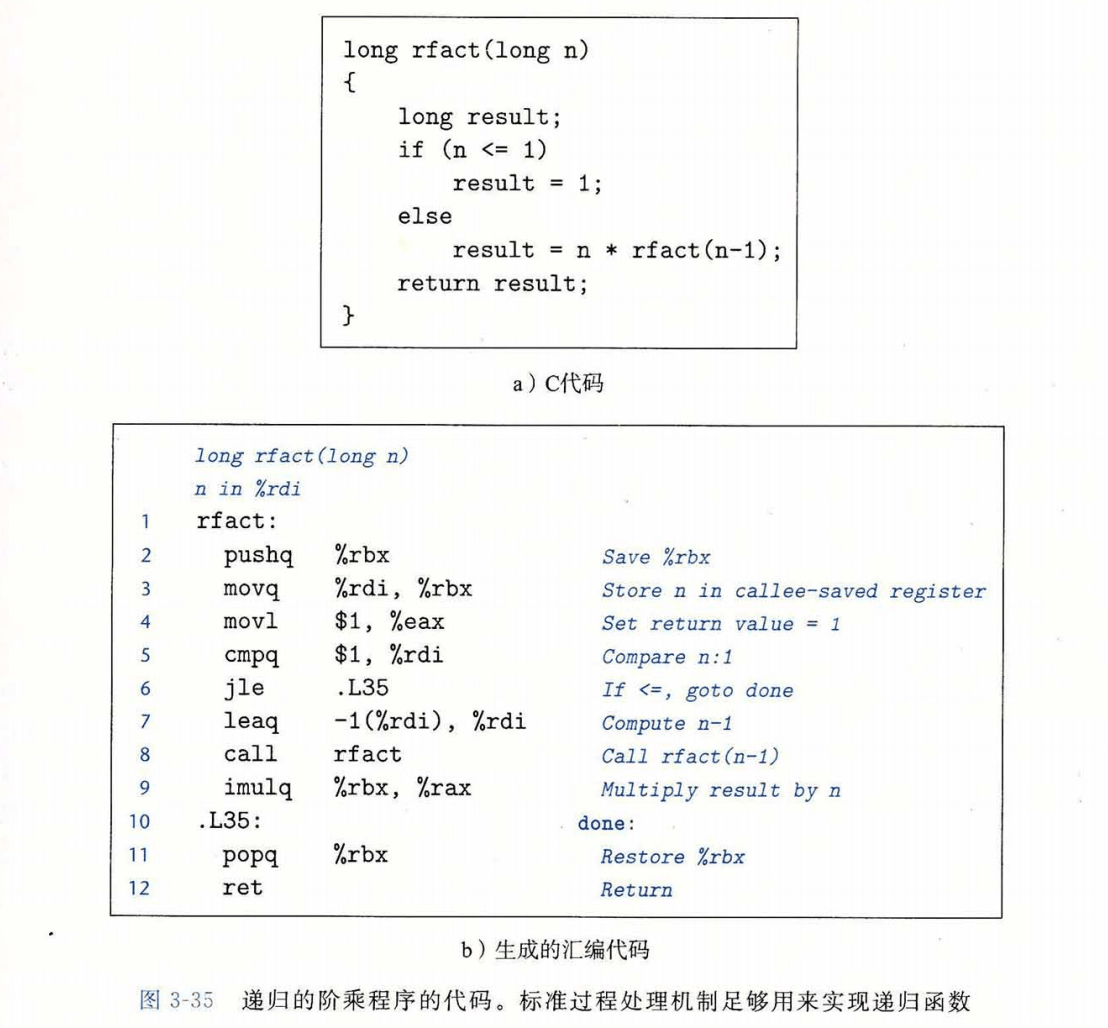 long rfact(long n)
{
    long result;
    if (n <= 1)
        result = 1;
    else
        result = n * rfact(n-1);
    return result;
}
a）C代码
long rfact(long n)
n in %rdi
1 rfact:
2 pushq %rbx Save %rbx
3 movq %rdi, %rbx Store n in callee-saved register
4 movl $1, %eax Set return value = 1
5 cmpq $1, %rdi Compare n:1
6 jle .L35 If <=, goto done
7 leaq -1(%rdi), %rdi Compute n-1
8 call rfact Call rfact(n-1)
9 imulq %rbx, %rax Multiply result by n
10 .L35: done:
11 popq %rbx Restore %rbx
12 ret Return
b）生成的汇编代码
图 3-35 递归的阶乘程序的代码。标准过程处理机制足够用来实现递归函数